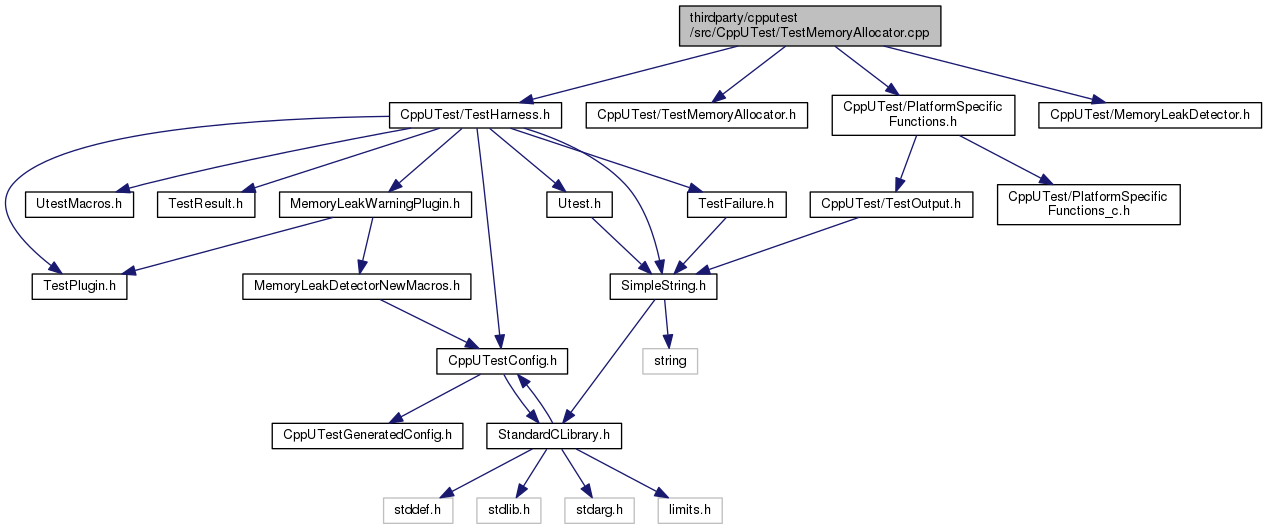 thirdparty/cpputest
/src/CppUTest/TestMemoryAllocator.cpp
CppUTest/TestHarness.h
CppUTest/TestMemoryAllocator.h
CppUTest/PlatformSpecific
Functions.h
CppUTest/MemoryLeakDetector.h
UtestMacros.h
TestResult.h
MemoryLeakWarningPlugin.h
Utest.h
TestFailure.h
CppUTest/TestOutput.h
CppUTest/PlatformSpecific
Functions_c.h
TestPlugin.h
MemoryLeakDetectorNewMacros.h
SimpleString.h
CppUTestConfig.h
string
CppUTestGeneratedConfig.h
StandardCLibrary.h
stddef.h
stdlib.h
stdarg.h
limits.h